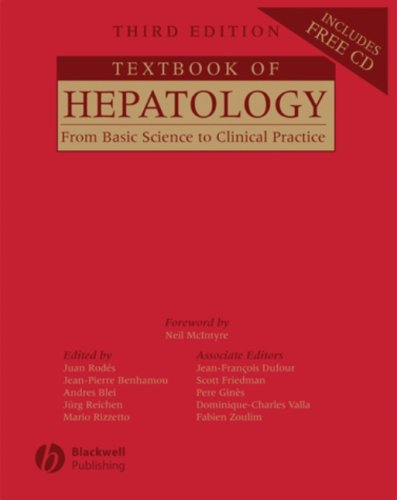 THIRD EDITION
INCLUDES
FREE CD
TEXTBOOK OF
HEPATOLOGY
From Basic Science to Clinical Practice
Foreword by
Neil McIntyre
Edited by
Juan Rodés
Jean-Pierre Benhamou
Andres Blei
Jürg Reichen
Mario Rizzetto
Associate Editors
Jean-François Dufour
Scott Friedman
Pere Ginès
Dominique-Charles Valla
Fabien Zoulim
Blackwell
Publishing